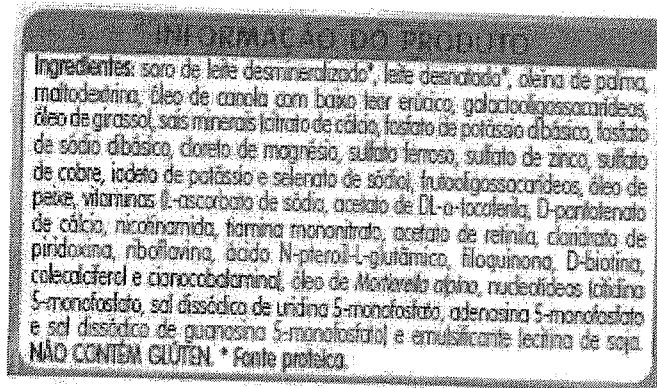 INFORMAÇÃO DO PRODUTO
Ingredientes: soro de leite desmineralizado*, leite desnatado*, oleína de palma,
maltodextrina, óleo de canola com baixo teor erúcico, galactooligossacarídeos,
óleo de girassol, sais minerais (citrato de cálcio, fosfato de potássio dibásico, fosfato
de sódio dibásico, cloreto de magnésio, sulfato ferroso, sulfato de zinco, sulfato
de cobre, iodeto de potássio e selenato de sódio), frutooligossacarídeos, óleo de
peixe, vitaminas (L-ascorbato de sódio, acetato de DL-α-tocoferila, D-pantotenato
de cálcio, nicotinamida, tiamina mononitrato, acetato de retinila, cloridrato de
piridoxina, riboflavina, ácido N-pteroil-L-glutâmico, filoquinona, D-biotina,
colecalciferol e cianocobalamina), óleo de Mortierella alpina, nucleotídeos (citidina
5-monofosfato, sal dissódico de uridina 5-monofosfato, adenosina 5-monofosfato
e sal dissódico de guanosina 5-monofosfato) e emulsificante lecitina de soja.
NÃO CONTÉM GLÚTEN. * Fonte proteica.